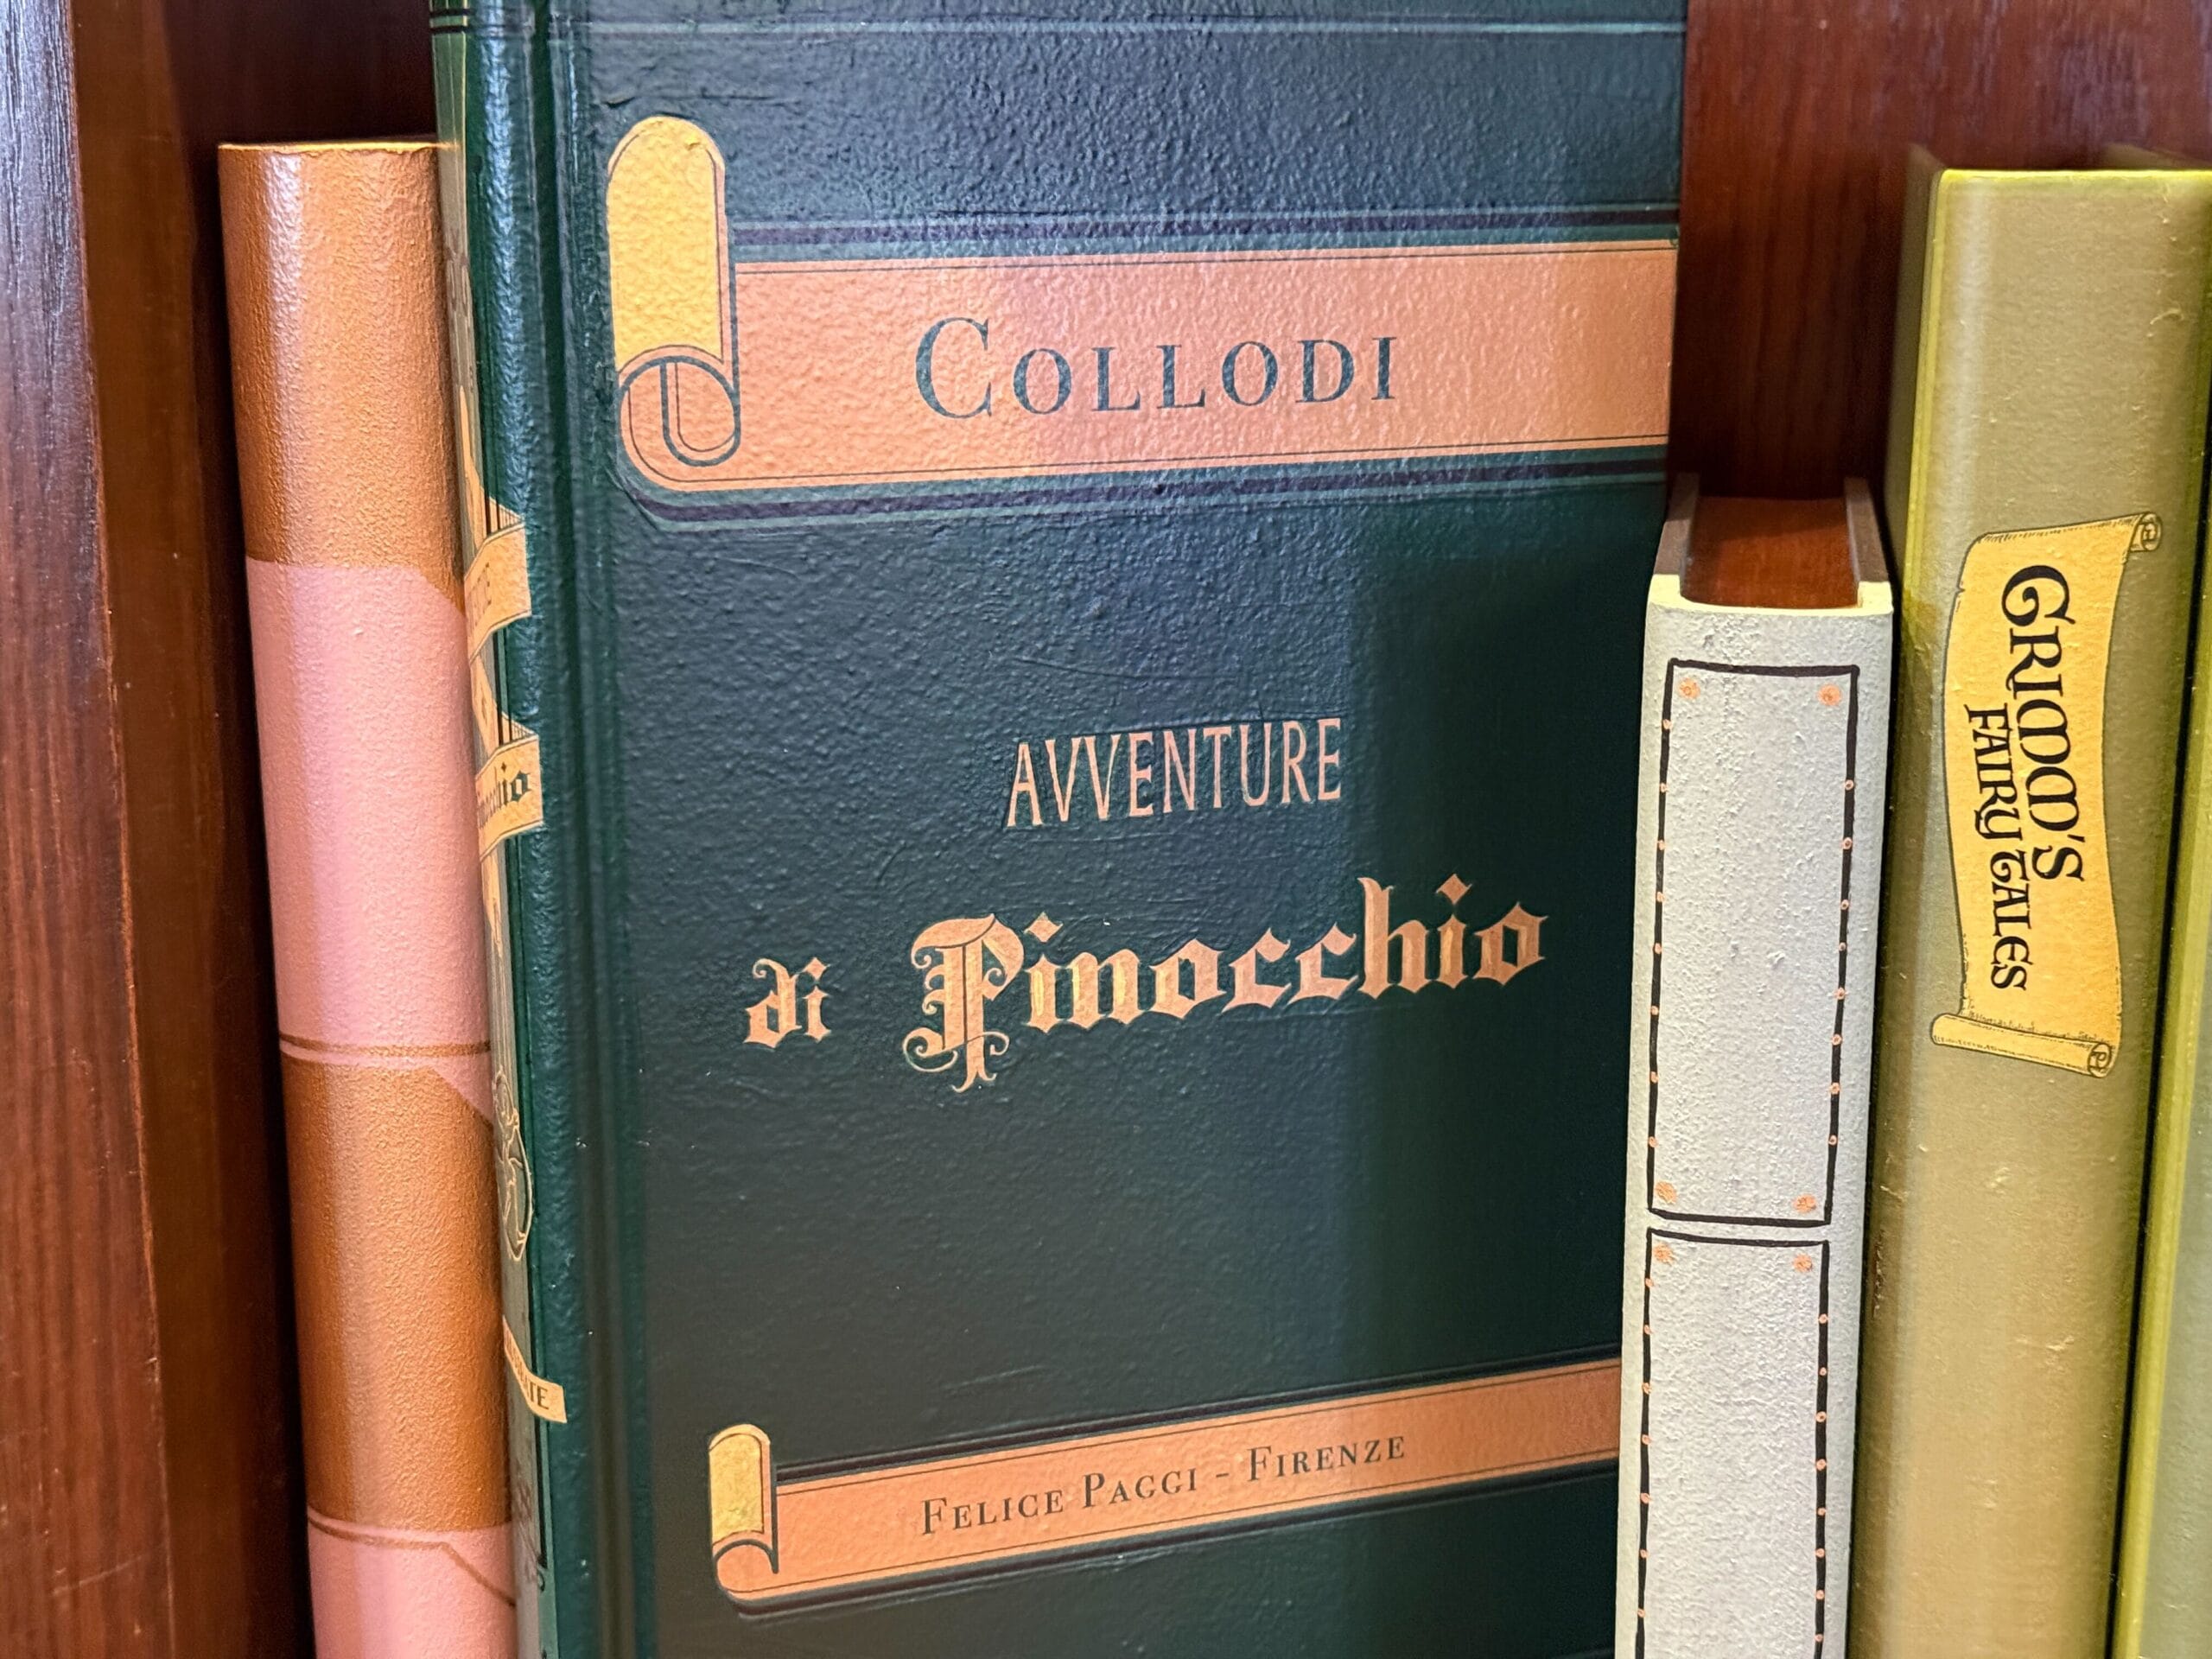 COLLODI
AVVENTURE
di Pinocchio
FELICE PAGGI - FIRENZE
GRIMM'S
FAIRY TALES